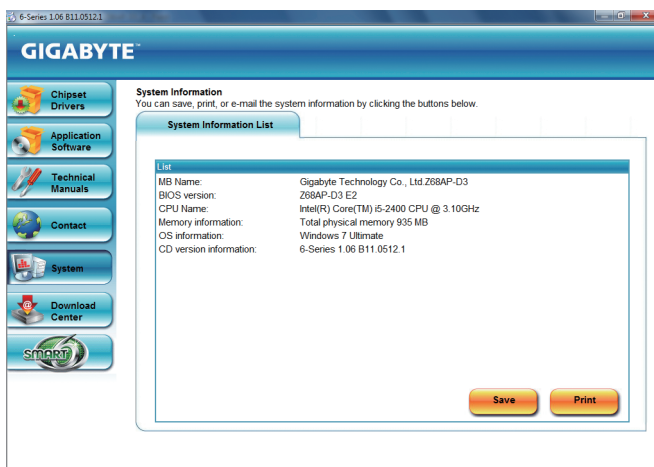 6-Series 1.06 B11.0512.1
GIGABYTE™
Chipset
Drivers
Application
Software
Technical
Manuals
Contact
System
Download
Center
SMART6
System Information
You can save, print, or e-mail the system information by clicking the buttons below.
System Information List
List
MB Name: Gigabyte Technology Co., Ltd.Z68AP-D3
BIOS version: Z68AP-D3 E2
CPU Name: Intel(R) Core(TM) i5-2400 CPU @ 3.10GHz
Memory information: Total physical memory 935 MB
OS information: Windows 7 Ultimate
CD version information: 6-Series 1.06 B11.0512.1
Save Print